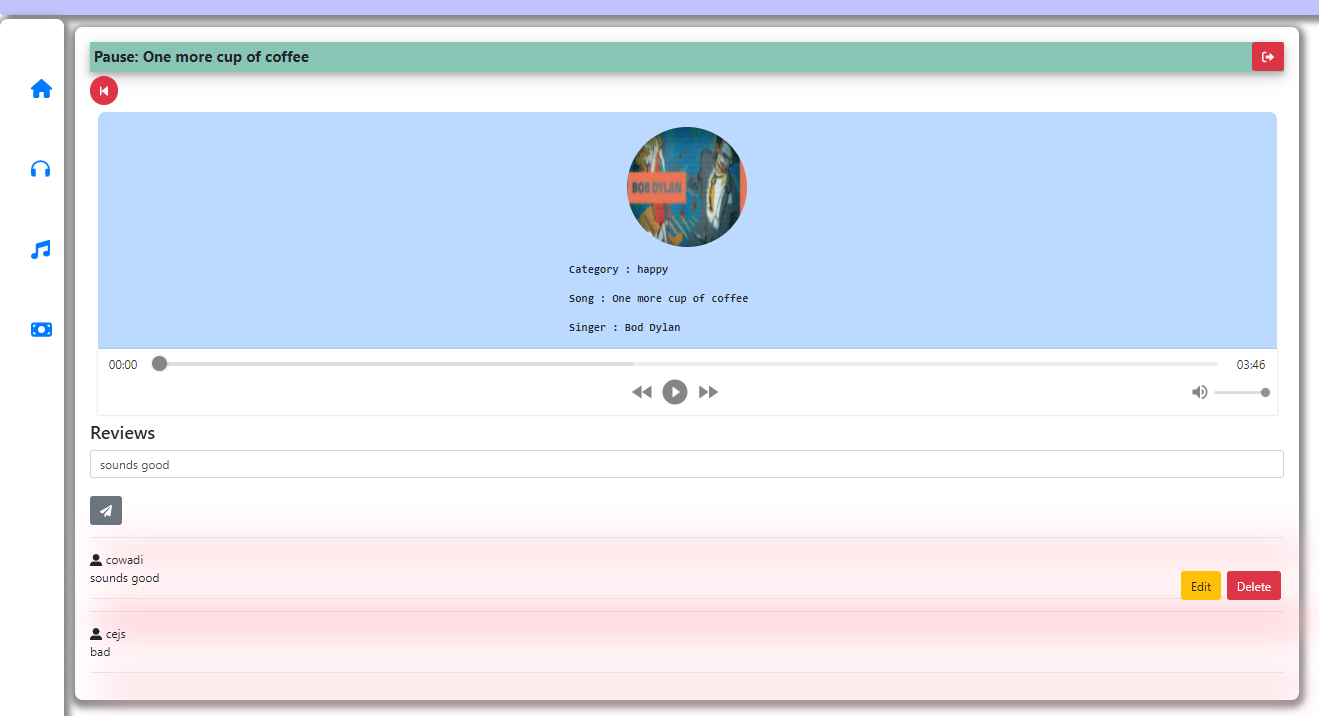 Pause: One more cup of coffee
BOB DYLAN
Category : happy
Song : One more cup of coffee
Singer : Bod Dylan
00:00
03:46
Reviews
sounds good
cowadi
sounds good
Edit
Delete
cejs
bad